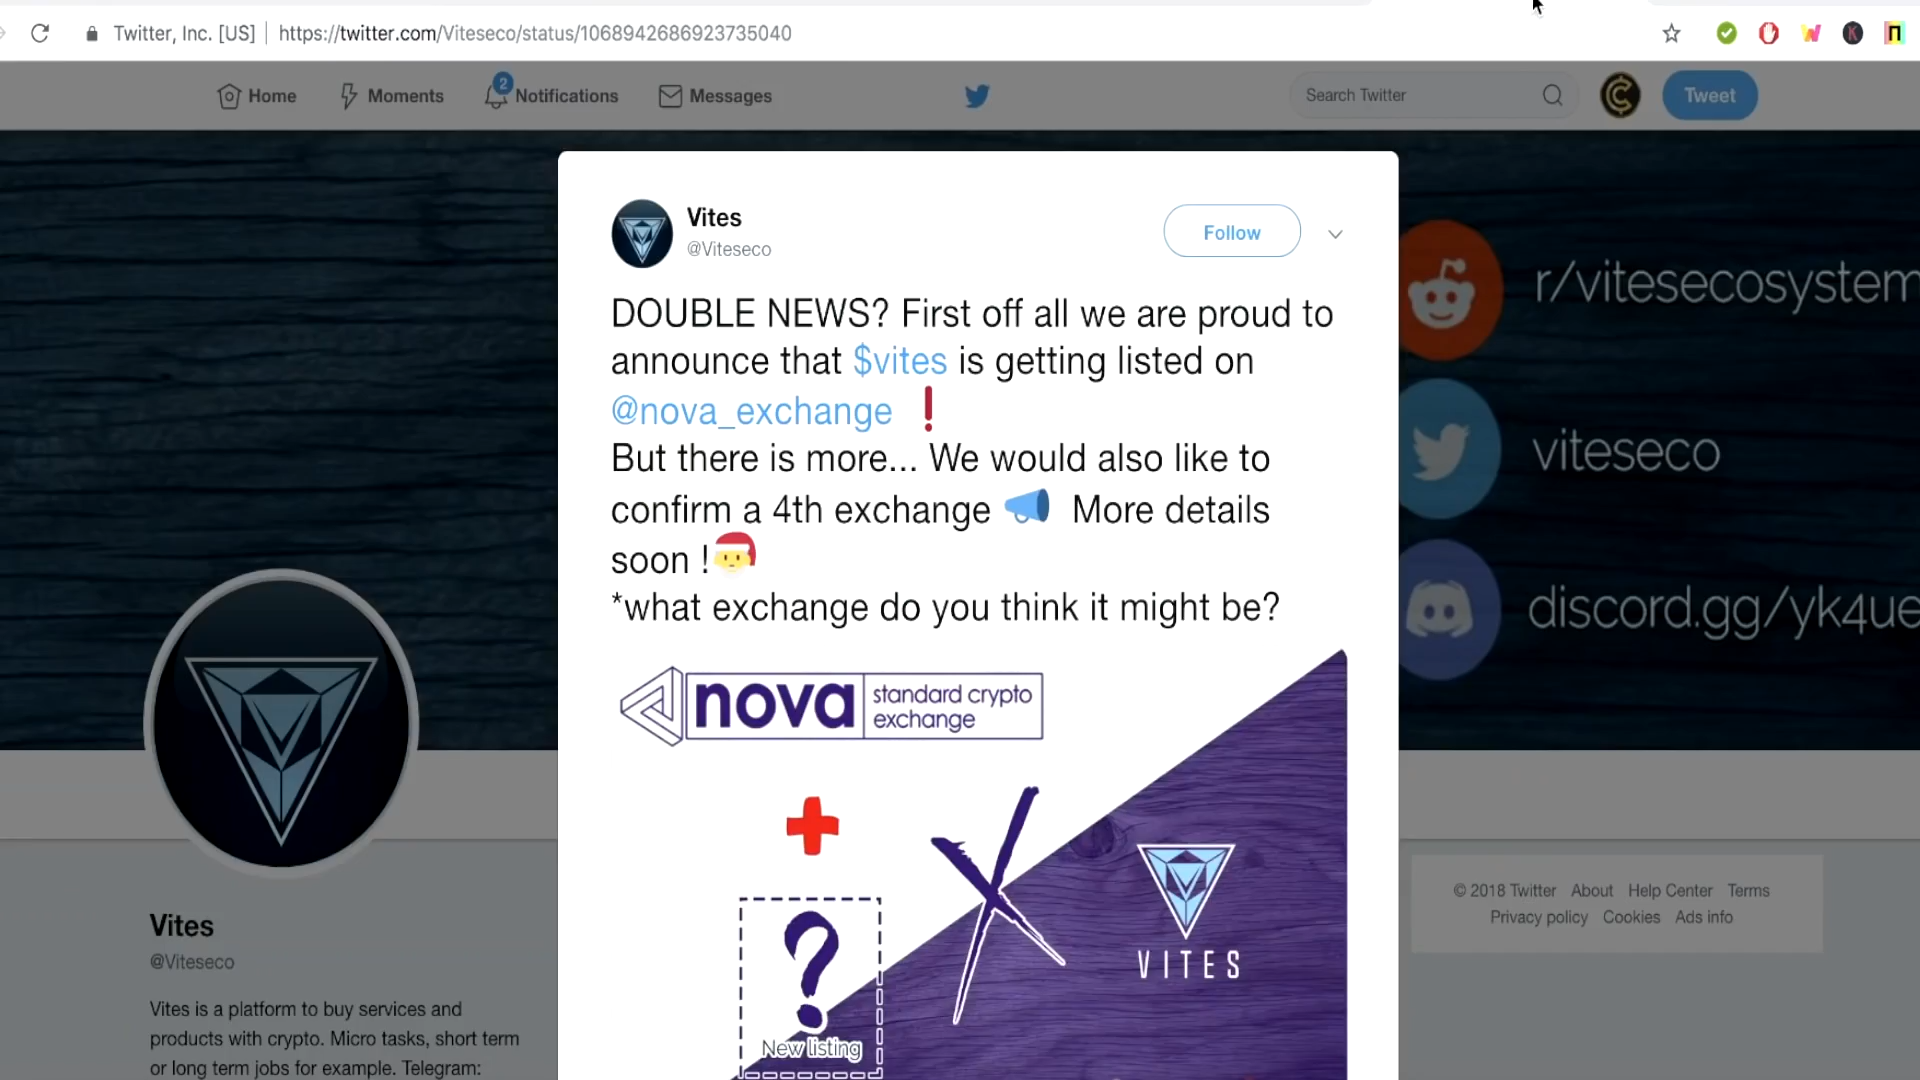 Twitter, Inc. [US] https://twitter.com/Viteseco/status/1068942686923735040
Home
Moments
2
Notifications
Messages
Search Twitter
Tweet
Vites
@Viteseco
Follow
DOUBLE NEWS? First off all we are proud to
announce that $vites is getting listed on
@nova_exchange ❗
But there is more... We would also like to
confirm a 4th exchange 📣 More details
soon !🎅
*what exchange do you think it might be?
nova
standard crypto
exchange
+
?
New listing
X
VITES
r/vitesecosystem
viteseco
discord.gg/yk4ue
Vites
@Viteseco
Vites is a platform to buy services and
products with crypto. Micro tasks, short term
or long term jobs for example. Telegram:
© 2018 Twitter About Help Center Terms
Privacy policy Cookies Ads info